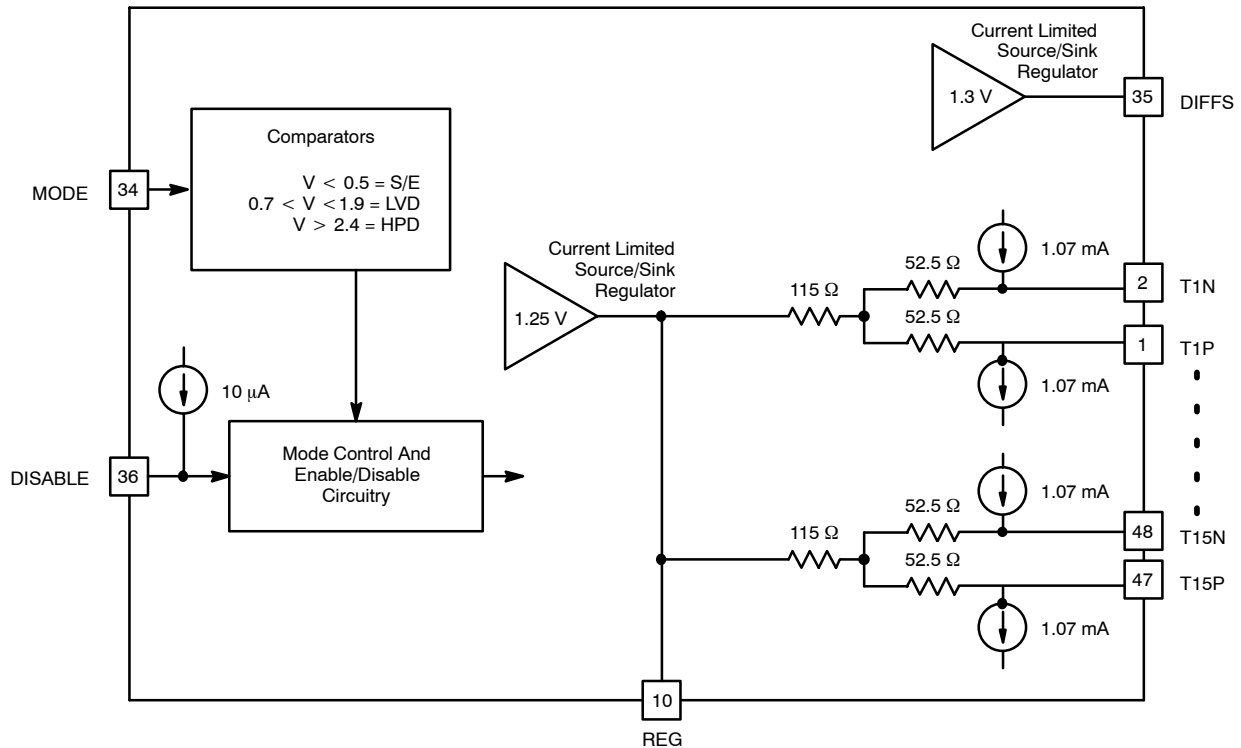 Current Limited
Source/Sink
Regulator
1.3 V
35
DIFFS
Comparators
V < 0.5 = S/E
0.7 < V <1.9 = LVD
V > 2.4 = HPD
MODE
34
Current Limited
Source/Sink
Regulator
1.25 V
115 Ω
52.5 Ω
1.07 mA
2
T1N
52.5 Ω
1
T1P
1.07 mA
10 μA
DISABLE
36
Mode Control And
Enable/Disable
Circuitry
115 Ω
52.5 Ω
1.07 mA
48
T15N
52.5 Ω
47
T15P
1.07 mA
10
REG